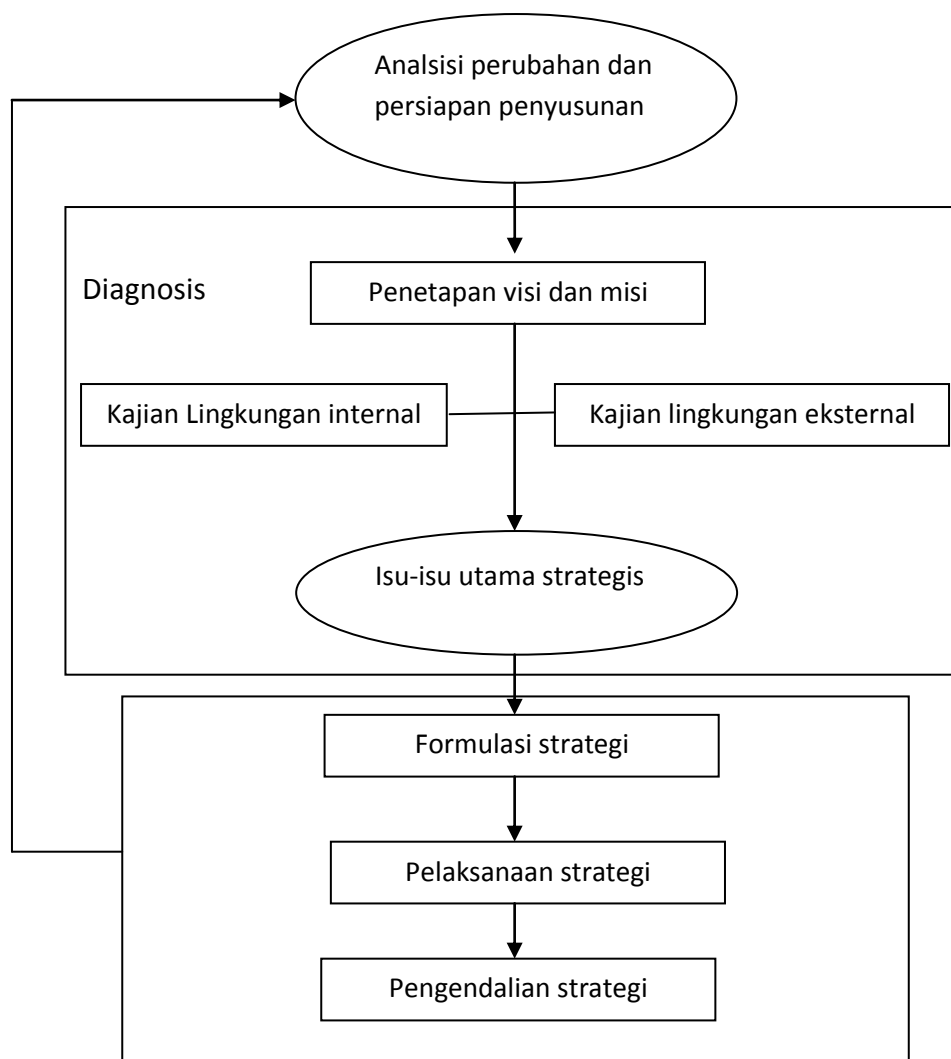 Analsisi perubahan dan
persiapan penyusunan
Diagnosis
Penetapan visi dan misi
Kajian Lingkungan internal
Kajian lingkungan eksternal
Isu-isu utama strategis
Formulasi strategi
Pelaksanaan strategi
Pengendalian strategi